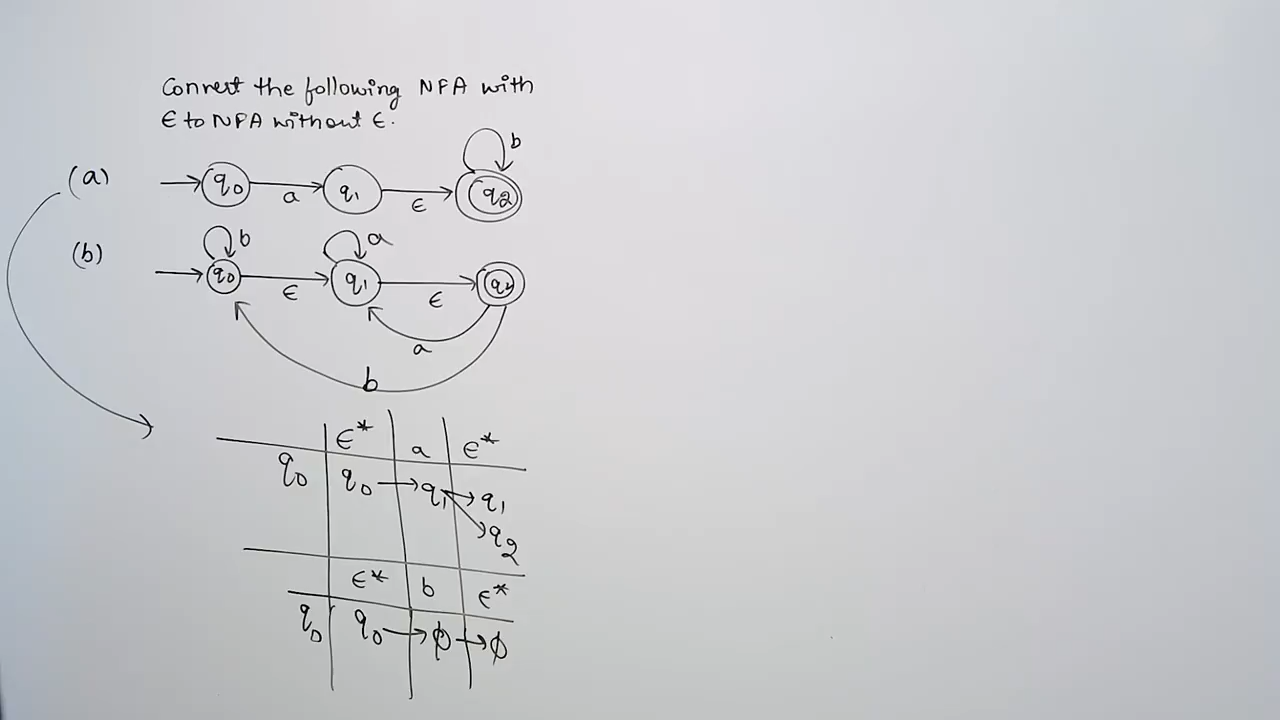 Convert the following NFA with
ϵ to NFA without ϵ.
(a) q0 a q1 ϵ q2 b
(b) q0 b ϵ q1 a ϵ q2
a
b
ϵ* a ϵ*
q0 q0 → q1 → q1
q2
ϵ* b ϵ*
q0 q0 → ϕ → ϕ